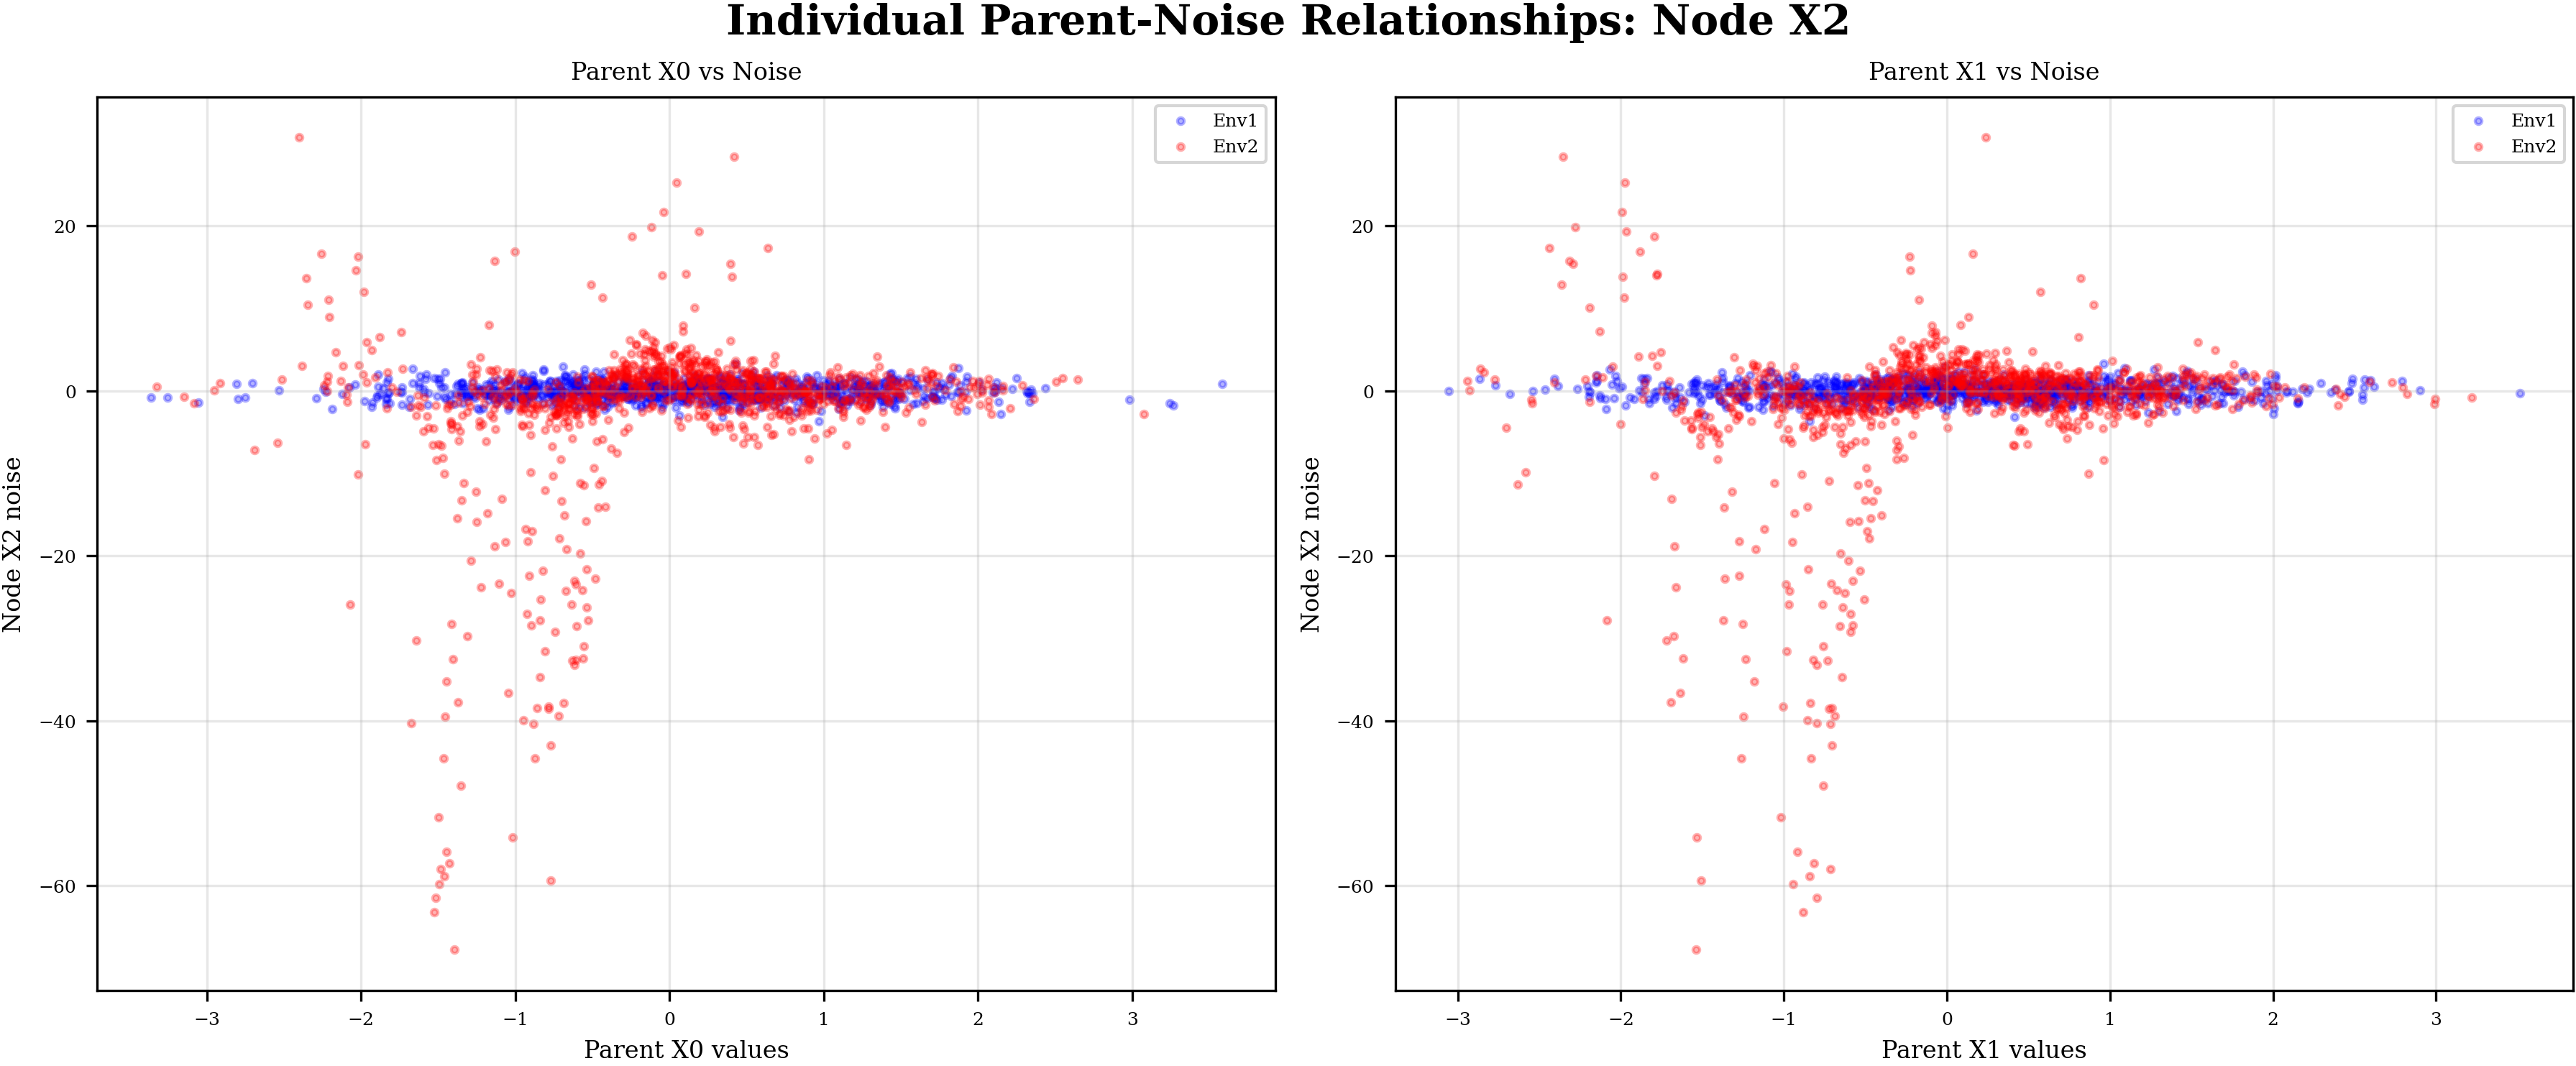 Individual Parent-Noise Relationships: Node X2
Parent X0 vs Noise
Env1
Env2
Node X2 noise
20
0
−20
−40
−60
−3
−2
−1
0
1
2
3
Parent X0 values
Parent X1 vs Noise
Env1
Env2
Node X2 noise
20
0
−20
−40
−60
−3
−2
−1
0
1
2
3
Parent X1 values